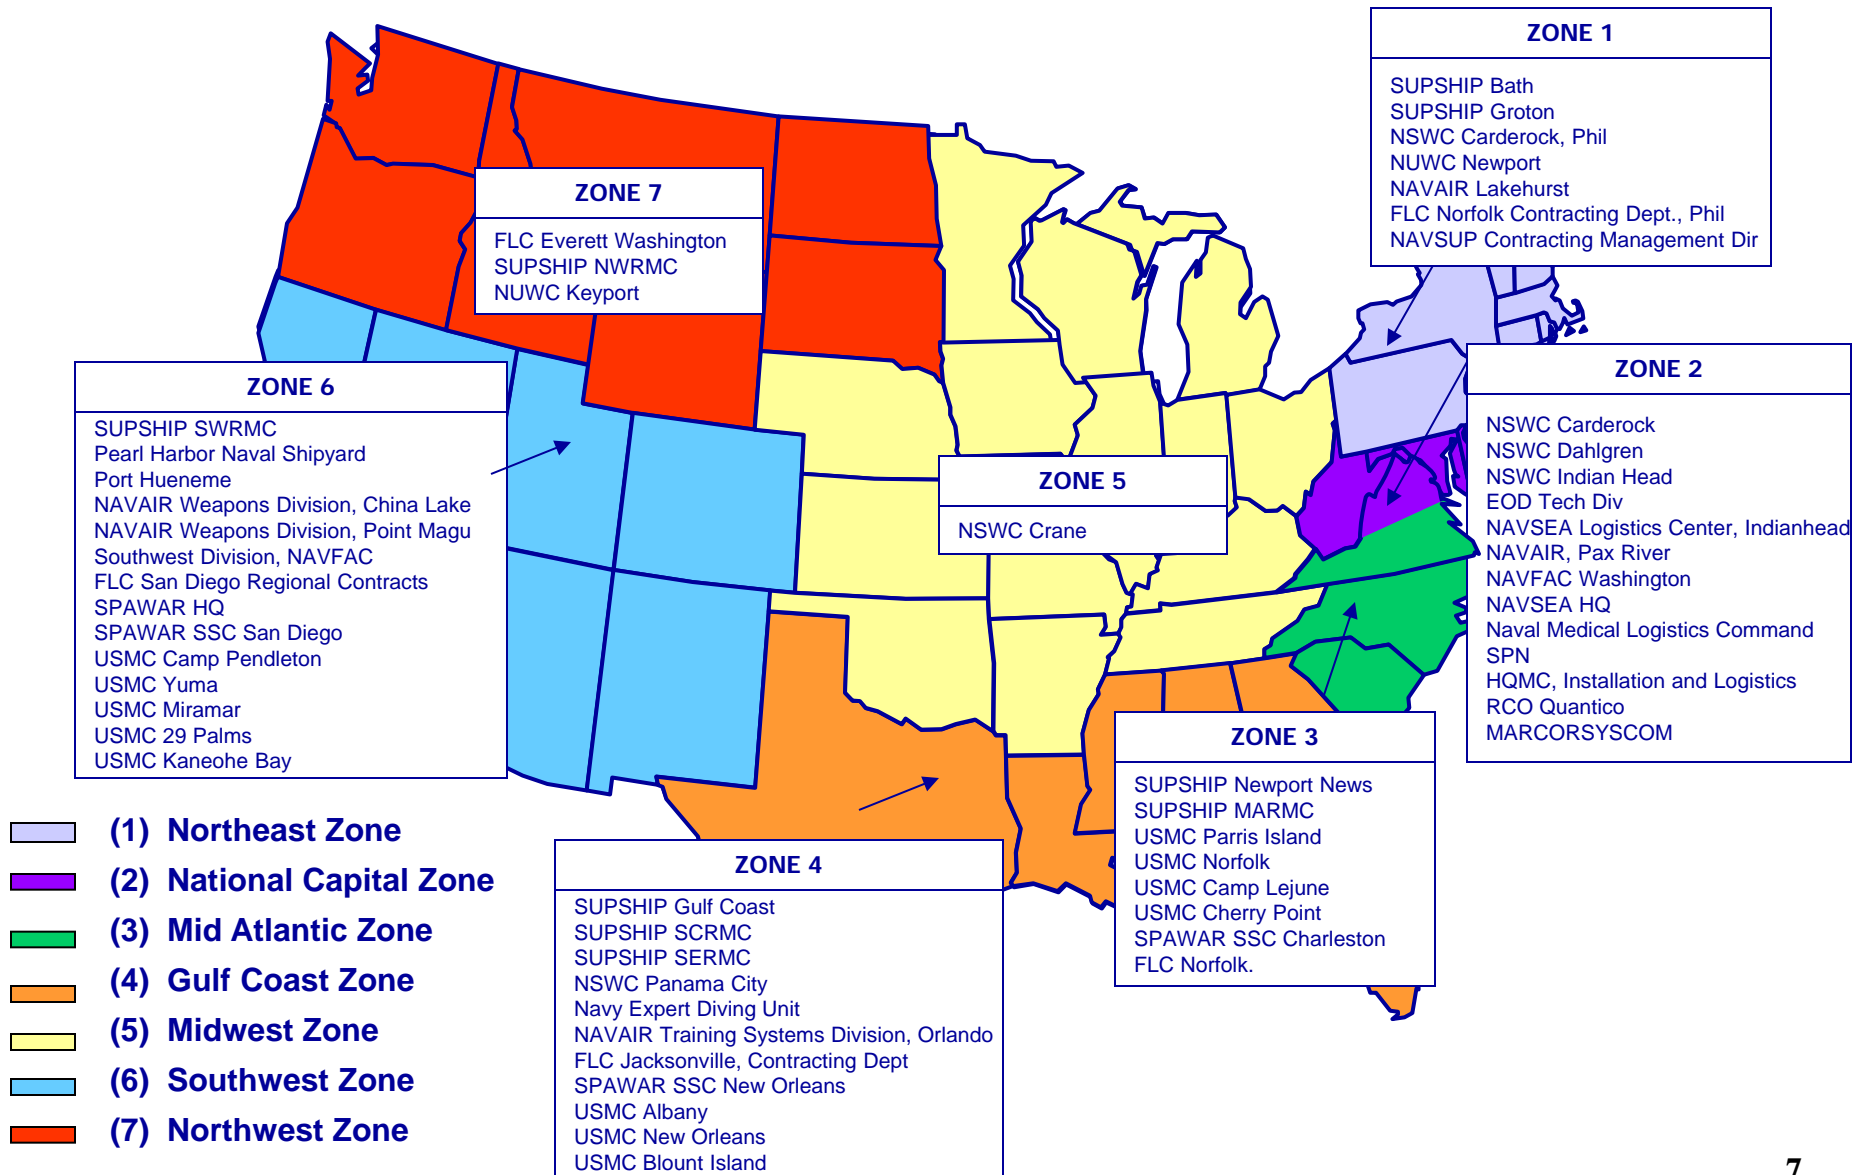 ZONE 1
SUPSHIP Bath
SUPSHIP Groton
NSWC Carderock, Phil
NUWC Newport
NAVAIR Lakehurst
FLC Norfolk Contracting Dept., Phil
NAVSUP Contracting Management Dir
ZONE 7
FLC Everett Washington
SUPSHIP NWRMC
NUWC Keyport
ZONE 2
NSWC Carderock
NSWC Dahlgren
NSWC Indian Head
EOD Tech Div
NAVSEA Logistics Center, Indianhead
NAVAIR, Pax River
NAVFAC Washington
NAVSEA HQ
Naval Medical Logistics Command
SPN
HQMC, Installation and Logistics
RCO Quantico
MARCORSYSCOM
ZONE 6
SUPSHIP SWRMC
Pearl Harbor Naval Shipyard
Port Hueneme
NAVAIR Weapons Division, China Lake
NAVAIR Weapons Division, Point Magu
Southwest Division, NAVFAC
FLC San Diego Regional Contracts
SPAWAR HQ
SPAWAR SSC San Diego
USMC Camp Pendleton
USMC Yuma
USMC Miramar
USMC 29 Palms
USMC Kaneohe Bay
ZONE 5
NSWC Crane
ZONE 3
SUPSHIP Newport News
SUPSHIP MARMC
USMC Parris Island
USMC Norfolk
USMC Camp Lejune
USMC Cherry Point
SPAWAR SSC Charleston
FLC Norfolk.
ZONE 4
SUPSHIP Gulf Coast
SUPSHIP SCRMC
SUPSHIP SERMC
NSWC Panama City
Navy Expert Diving Unit
NAVAIR Training Systems Division, Orlando
FLC Jacksonville, Contracting Dept
SPAWAR SSC New Orleans
USMC Albany
USMC New Orleans
USMC Blount Island
(1) Northeast Zone
(2) National Capital Zone
(3) Mid Atlantic Zone
(4) Gulf Coast Zone
(5) Midwest Zone
(6) Southwest Zone
(7) Northwest Zone
7